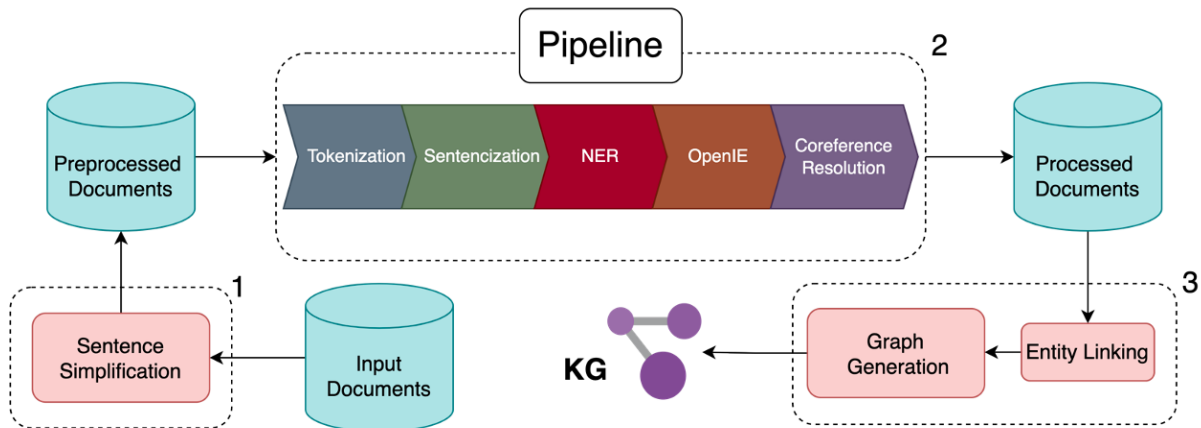 Pipeline
2
Preprocessed
Documents
Tokenization
Sentencization
NER
OpenIE
Coreference
Resolution
Processed
Documents
1
Sentence
Simplification
Input
Documents
KG
3
Graph
Generation
Entity Linking